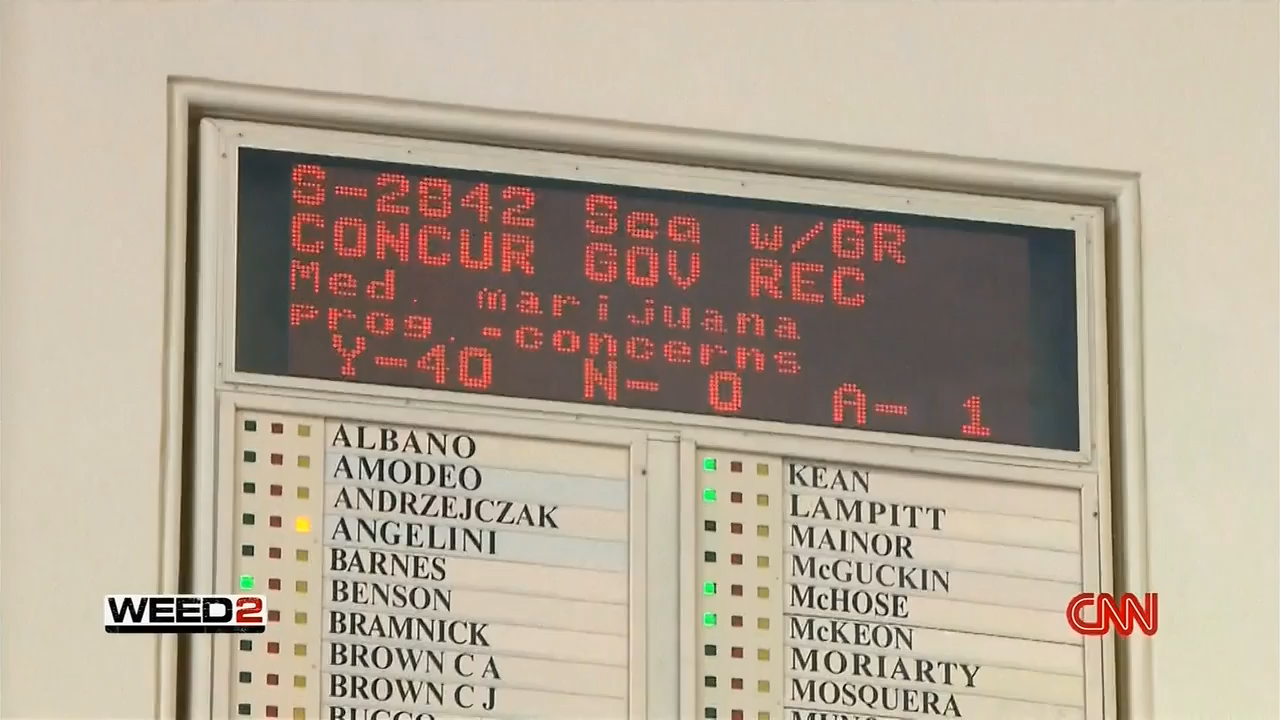 S-2842 Sca w/GR
CONCUR GOV REC
Med. marijuana
prog.-concerns
Y-40 N- 0 A- 1
ALBANO
AMODEO
ANDRZEJCZAK
ANGELINI
BARNES
BENSON
BRAMNICK
BROWN C A
BROWN C J
KEAN
LAMPITT
MAINOR
McGUCKIN
McHOSE
McKEON
MORIARTY
MOSQUERA
WEED2
CNN